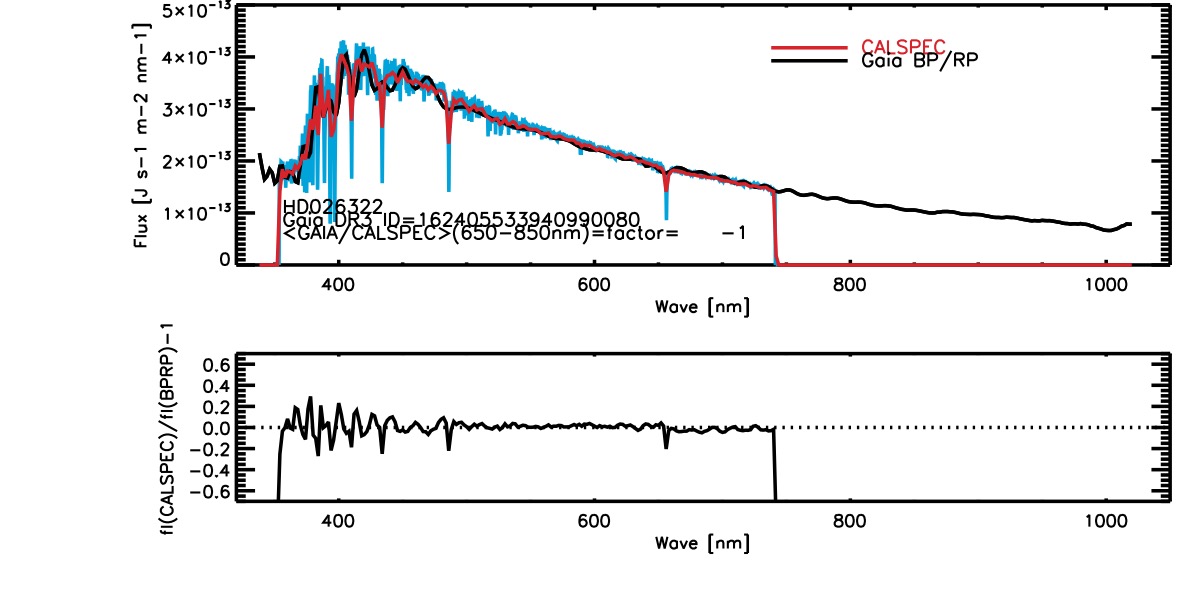 5×10−13
4×10−13
3×10−13
2×10−13
1×10−13
0
Flux [J s−1 m−2 nm−1]
CALSPEC
Gaia BP/RP
HD026322
Gaia DR3 ID=162405533940990080
<GAIA/CALSPEC>(650−850nm)=factor= −1
400 600 800 1000
Wave [nm]
fl(CALSPEC)/fl(BPRP)−1
0.6
0.4
0.2
0.0
−0.2
−0.4
−0.6
400 600 800 1000
Wave [nm]